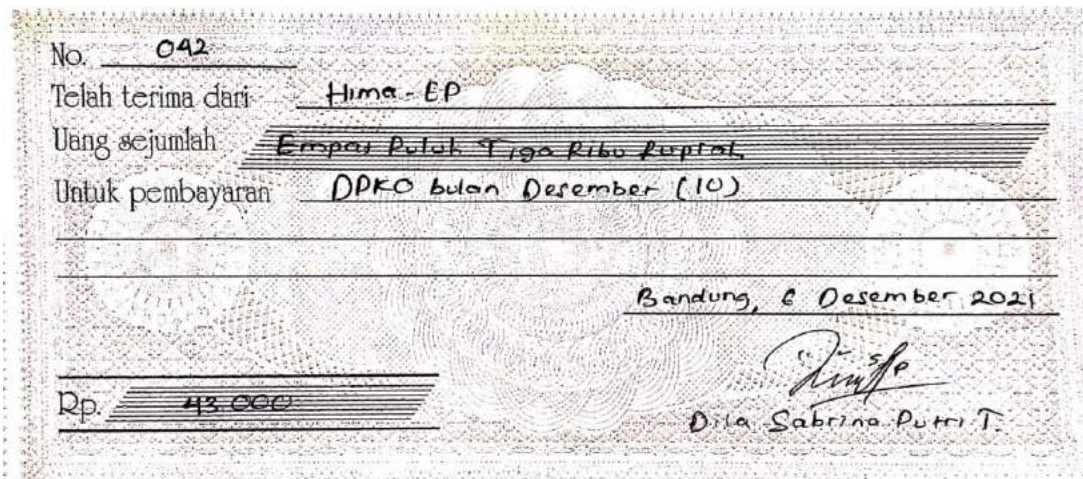 No. 042
Telah terima dari Hima - EP
Uang sejumlah Empat Puluh Tiga Ribu Rupiah
Untuk pembayaran DPKO bulan Desember (10)
Bandung, 6 Desember 2021
Rp. 43.000
Dila Sabrina Putri T.